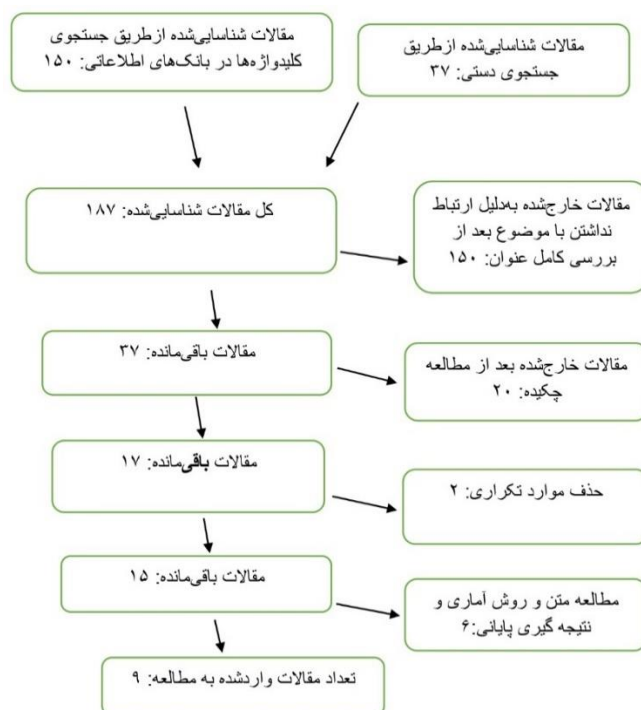 مقالات شناسایی‌شده ازطریق جستجوی
کلیدواژه‌ها در بانک‌های اطلاعاتی: ۱۵۰
مقالات شناسایی‌شده ازطریق
جستجوی دستی: ۳۷
کل مقالات شناسایی‌شده: ۱۸۷
مقالات خارج‌شده به‌دلیل ارتباط
نداشتن با موضوع بعد از
بررسی کامل عنوان: ۱۵۰
مقالات باقی‌مانده: ۳۷
مقالات خارج‌شده بعد از مطالعه
چکیده: ۲۰
مقالات باقی‌مانده: ۱۷
حذف موارد تکراری: ۲
مقالات باقی‌مانده: ۱۵
مطالعه متن و روش آماری و
نتیجه گیری پایانی:۶
تعداد مقالات واردشده به مطالعه: ۹